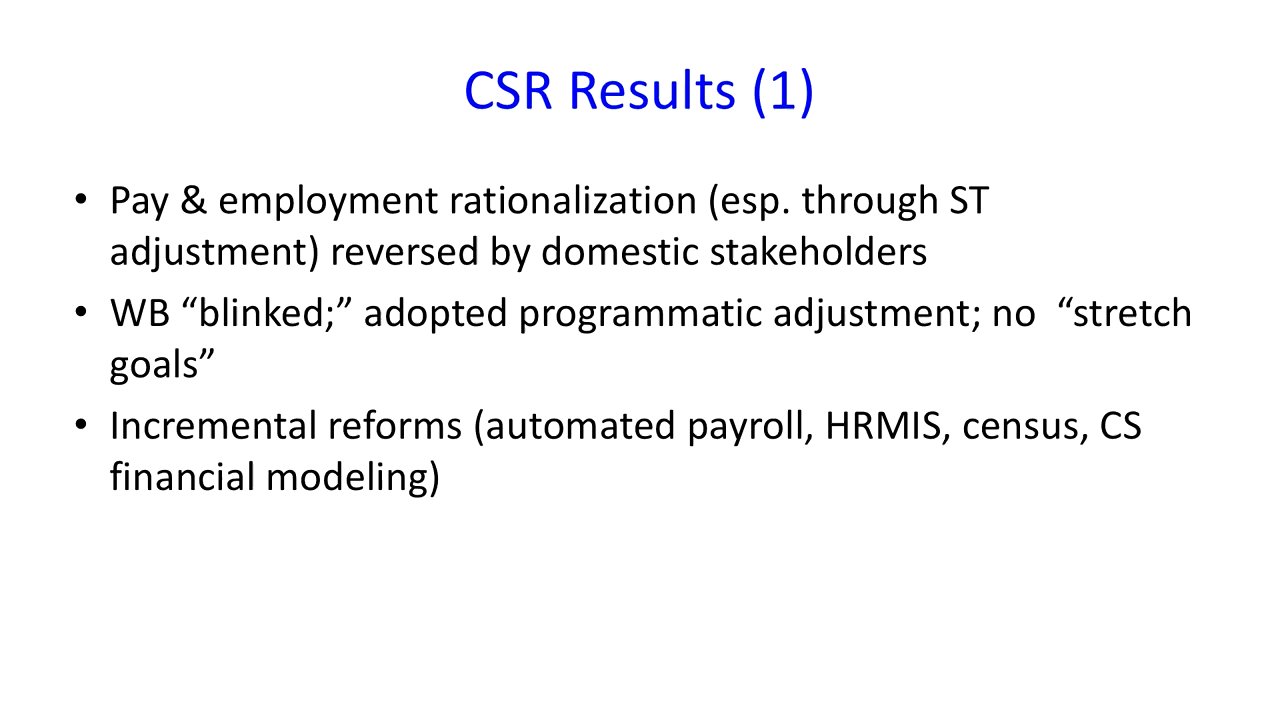 CSR Results (1)
• Pay & employment rationalization (esp. through ST
adjustment) reversed by domestic stakeholders
• WB “blinked;” adopted programmatic adjustment; no  “stretch
goals”
• Incremental reforms (automated payroll, HRMIS, census, CS
financial modeling)